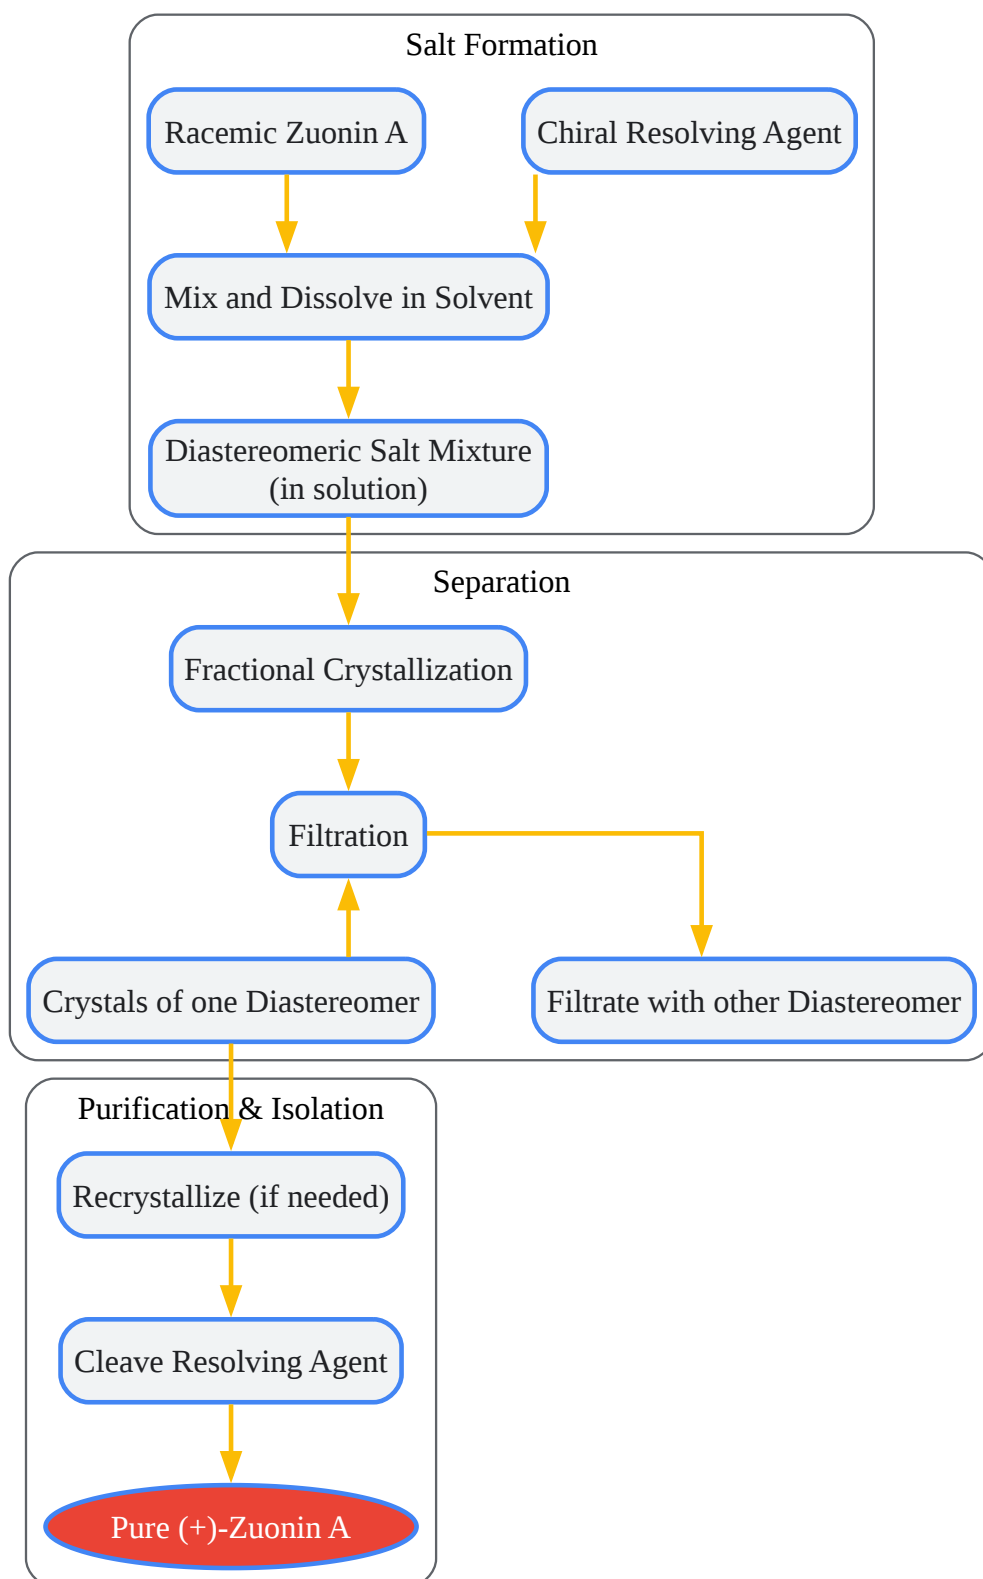 Salt Formation
Racemic Zuonin A
Chiral Resolving Agent
Mix and Dissolve in Solvent
Diastereomeric Salt Mixture
(in solution)
Separation
Fractional Crystallization
Filtration
Crystals of one Diastereomer
Filtrate with other Diastereomer
Purification & Isolation
Recrystallize (if needed)
Cleave Resolving Agent
Pure (+)-Zuonin A